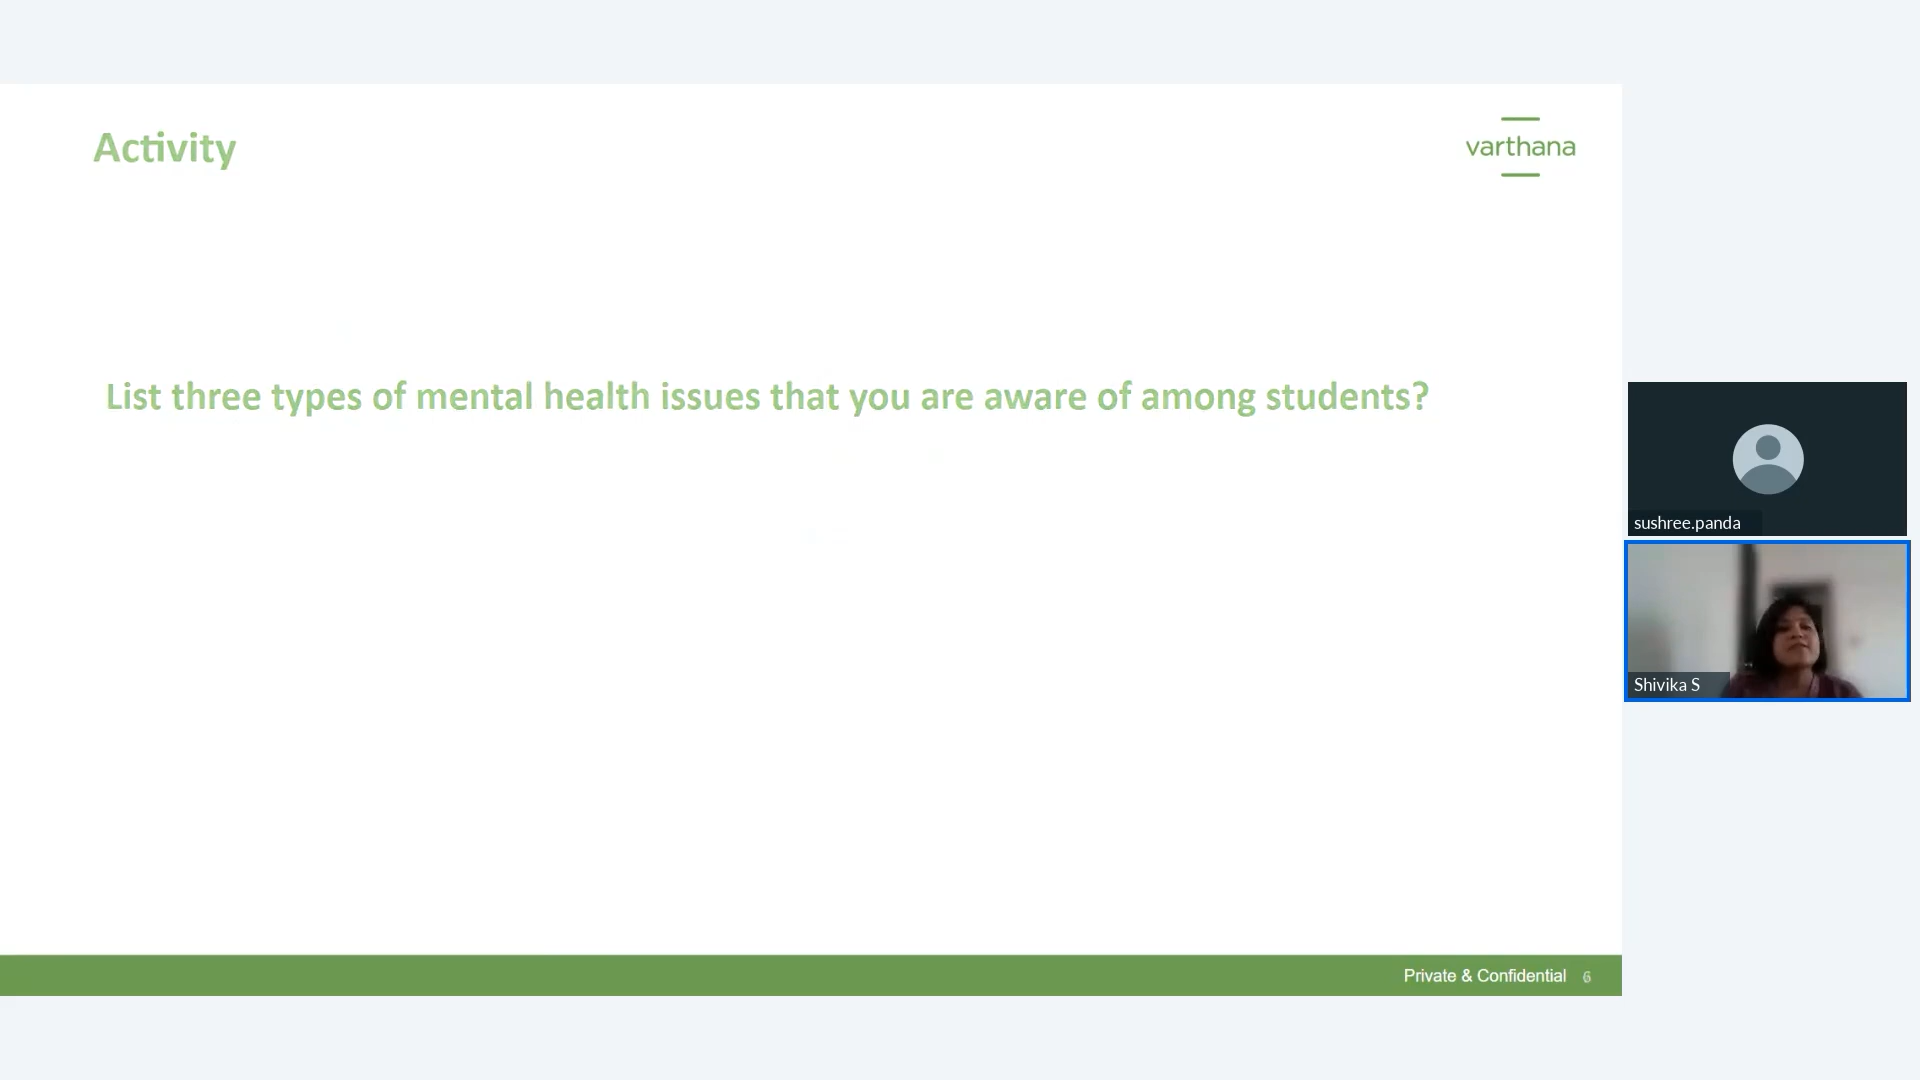 Activity
varthana
List three types of mental health issues that you are aware of among students?
sushree.panda
Shivika S
Private & Confidential 6